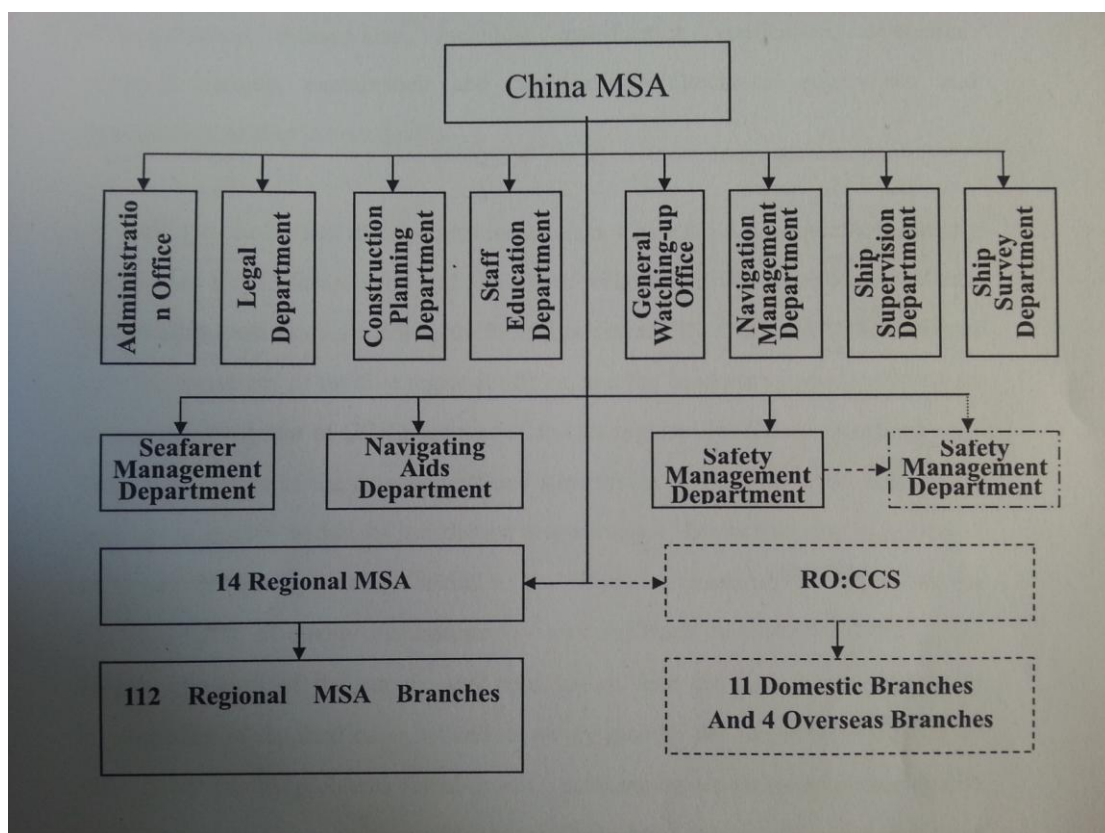 China MSA
Administratio
n Office
Legal
Department
Construction
Planning
Department
Staff
Education
Department
General
Watching-up
Office
Navigation
Management
Department
Ship
Supervision
Department
Ship
Survey
Department
Seafarer
Management
Department
Navigating
Aids
Department
Safety
Management
Department
Safety
Management
Department
14 Regional MSA
RO:CCS
112 Regional MSA Branches
11 Domestic Branches
And 4 Overseas Branches